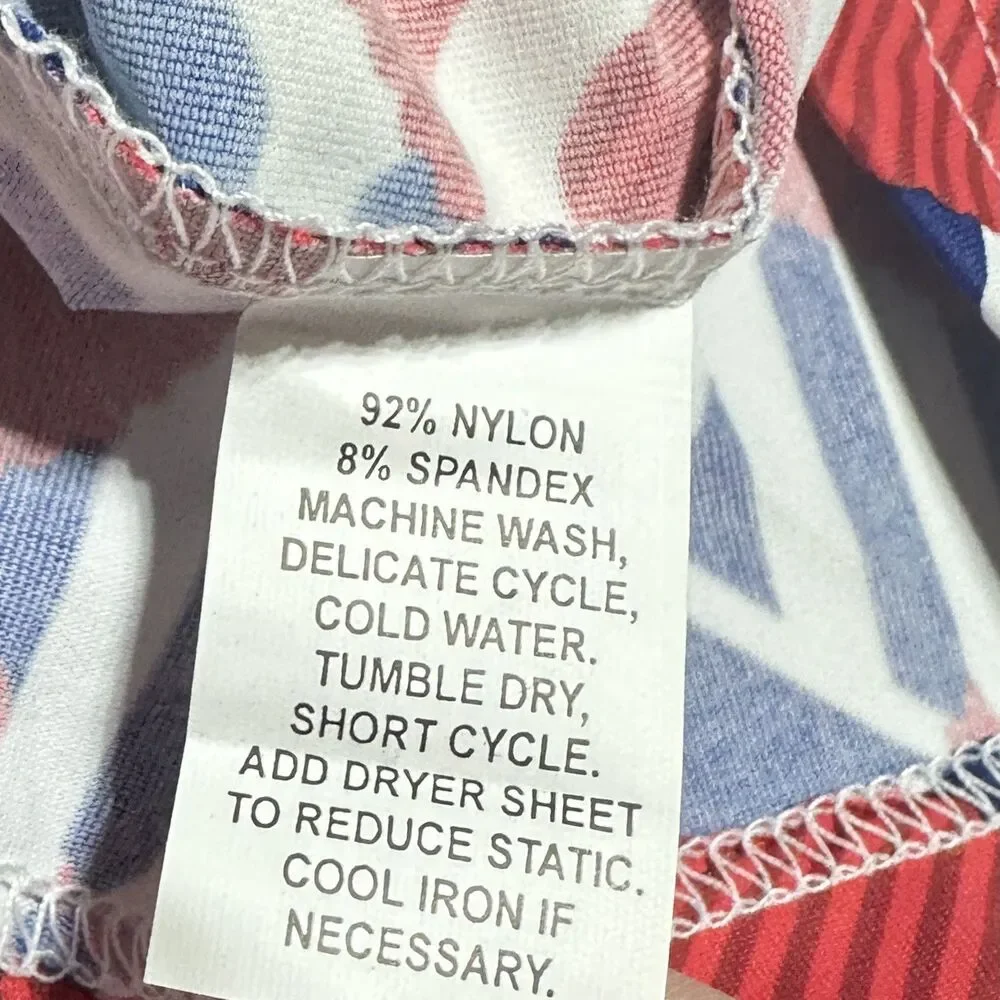 92% NYLON
8% SPANDEX
MACHINE WASH,
DELICATE CYCLE,
COLD WATER.
TUMBLE DRY,
SHORT CYCLE.
ADD DRYER SHEET
TO REDUCE STATIC.
COOL IRON IF
NECESSARY.